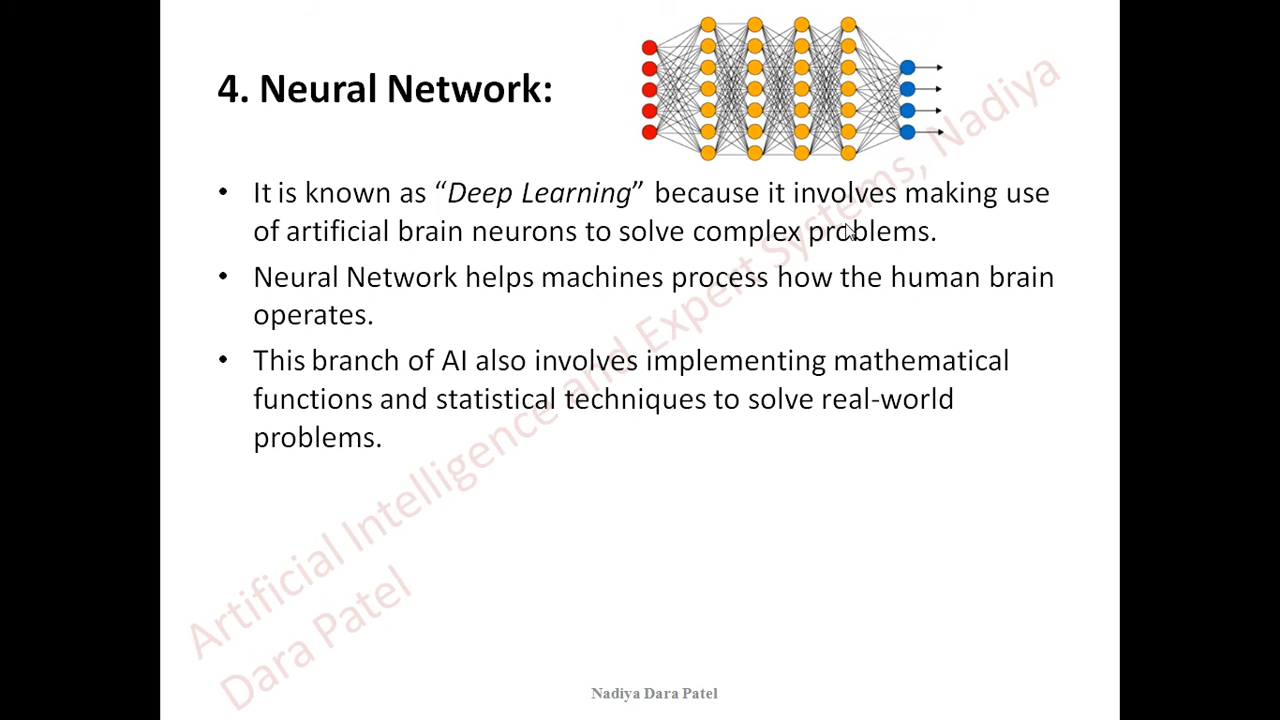 4. Neural Network:
• It is known as “Deep Learning” because it involves making use
of artificial brain neurons to solve complex problems.
• Neural Network helps machines process how the human brain
operates.
• This branch of AI also involves implementing mathematical
functions and statistical techniques to solve real-world
problems.
Artificial Intelligence and Expert Systems, Nadiya
Dara Patel
Nadiya Dara Patel